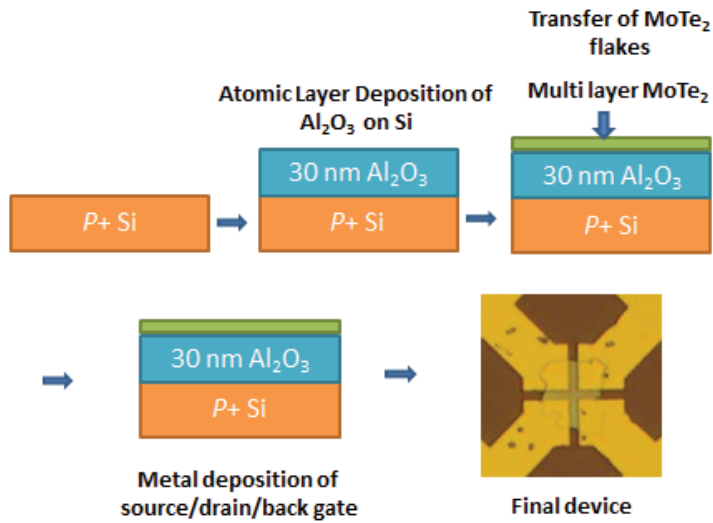 Transfer of MoTe₂
flakes
Atomic Layer Deposition of
Al₂O₃ on Si
Multi layer MoTe₂
30 nm Al₂O₃
30 nm Al₂O₃
P+ Si
P+ Si
P+ Si
30 nm Al₂O₃
P+ Si
Metal deposition of
source/drain/back gate
Final device